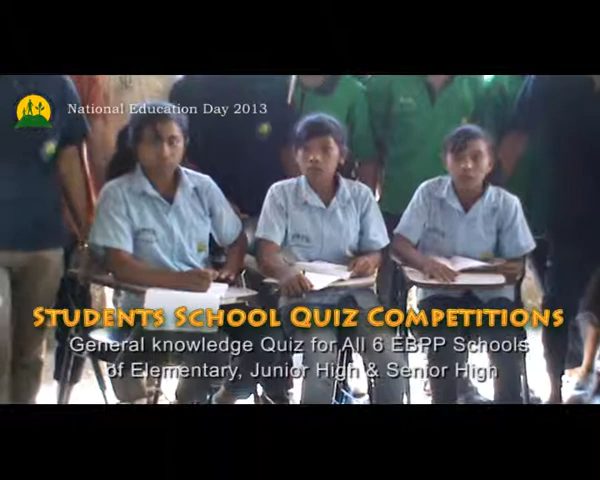 National Education Day 2013
Students School Quiz Competitions
General knowledge Quiz for All 6 EBPP Schools
of Elementary, Junior High & Senior High